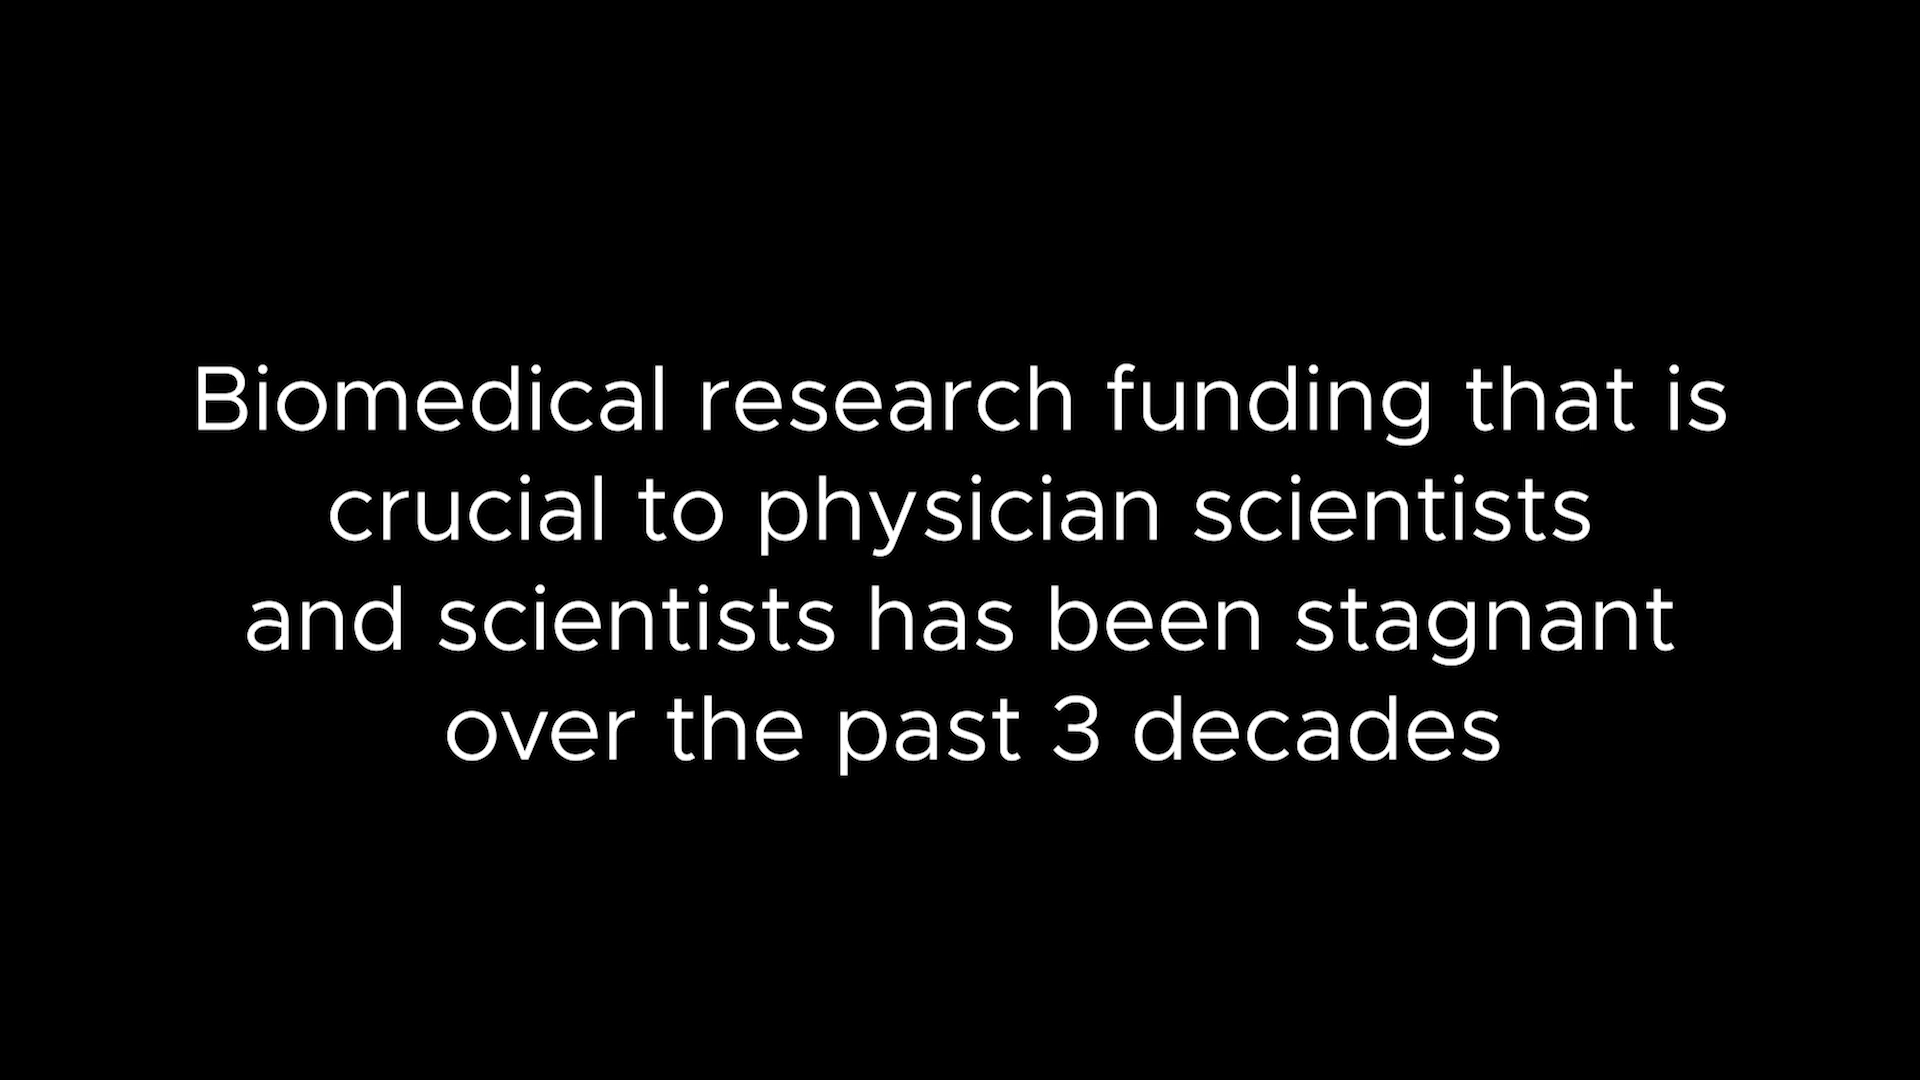 Biomedical research funding that is
crucial to physician scientists
and scientists has been stagnant
over the past 3 decades